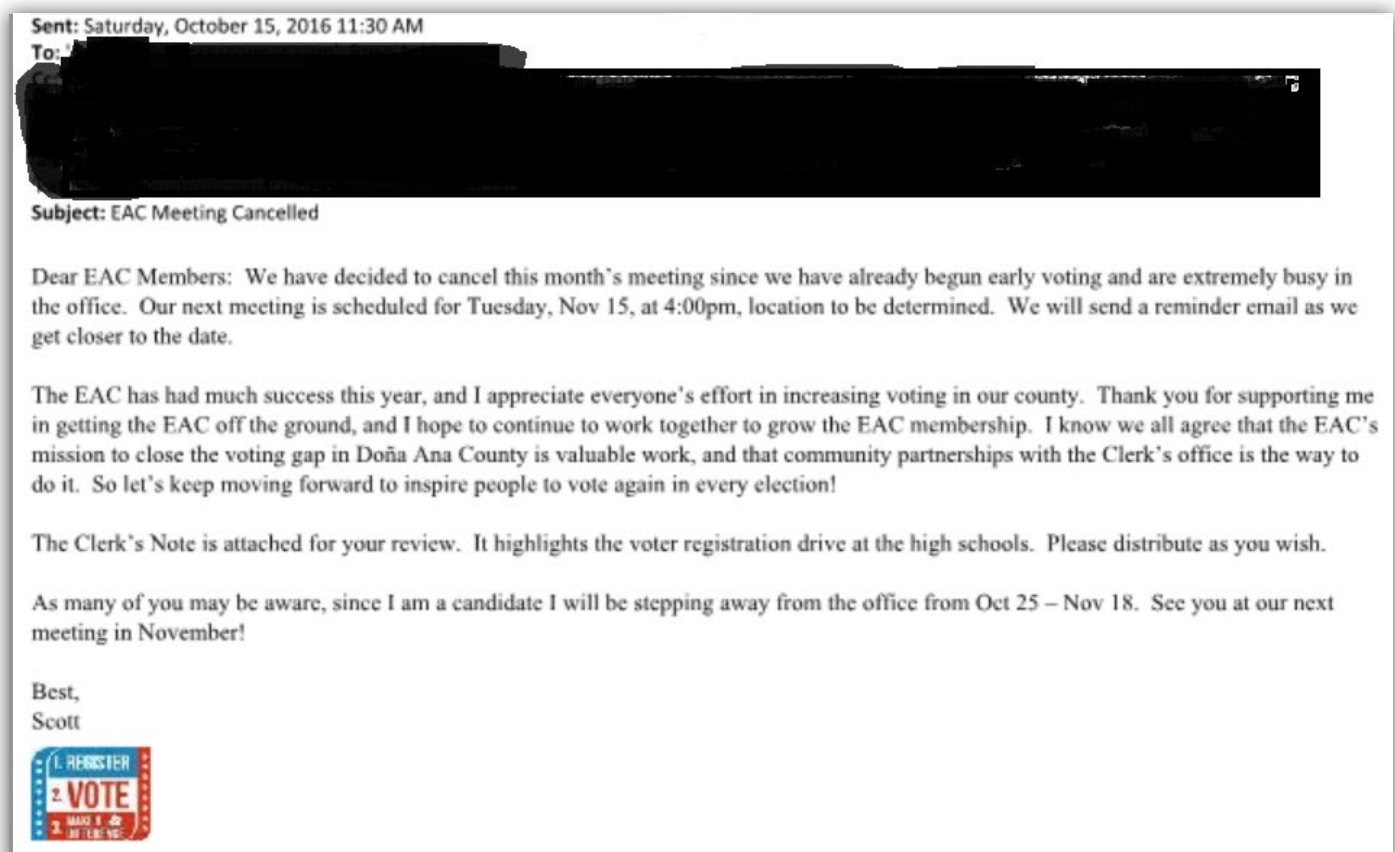 Sent: Saturday, October 15, 2016 11:30 AM
To:
Subject: EAC Meeting Cancelled
Dear EAC Members:  We have decided to cancel this month's meeting since we have already begun early voting and are extremely busy in
the office.  Our next meeting is scheduled for Tuesday, Nov 15, at 4:00pm, location to be determined.  We will send a reminder email as we
get closer to the date.
The EAC has had much success this year, and I appreciate everyone's effort in increasing voting in our county.  Thank you for supporting me
in getting the EAC off the ground, and I hope to continue to work together to grow the EAC membership.  I know we all agree that the EAC's
mission to close the voting gap in Doña Ana County is valuable work, and that community partnerships with the Clerk's office is the way to
do it.  So let's keep moving forward to inspire people to vote again in every election!
The Clerk's Note is attached for your review.  It highlights the voter registration drive at the high schools.  Please distribute as you wish.
As many of you may be aware, since I am a candidate I will be stepping away from the office from Oct 25 – Nov 18.  See you at our next
meeting in November!
Best,
Scott
1. REGISTER
2. VOTE
3. MAKE A
DIFFERENCE